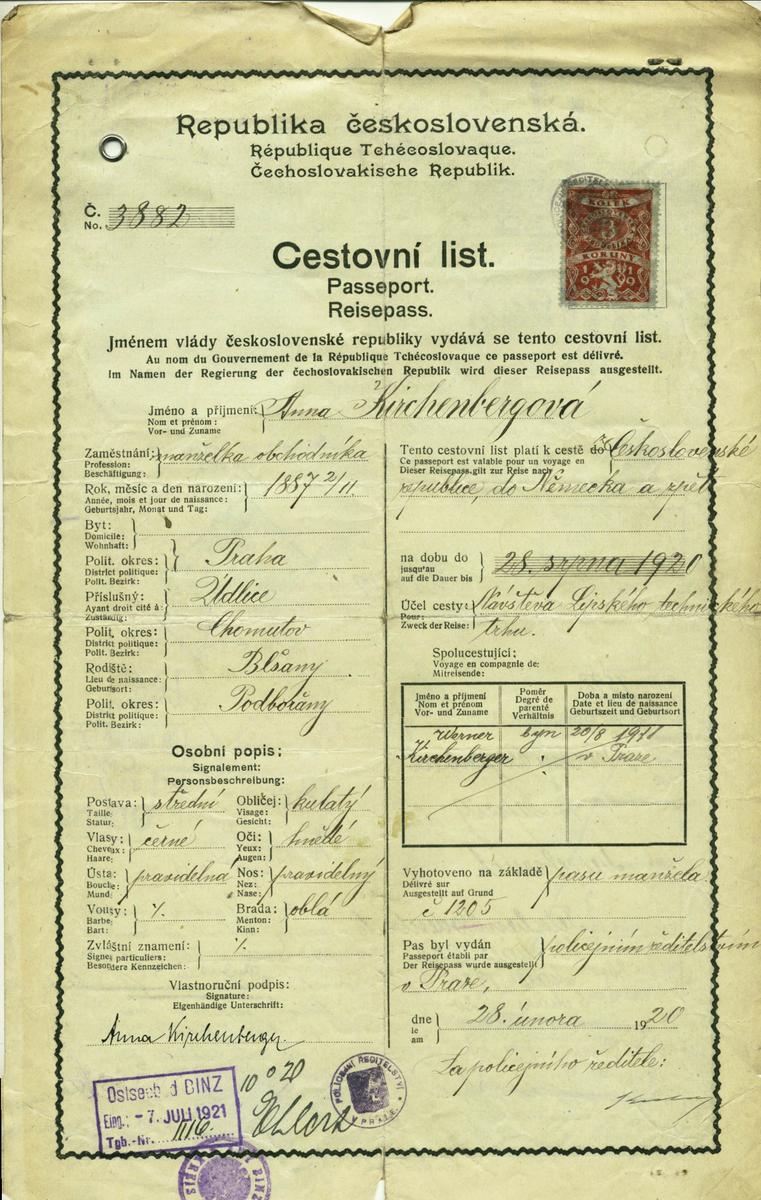 Republika československá.
République Tchécoslovaque.
Čechoslovakische Republik.
Č.
No. 3882
KOLEK
KORUNY
1919
Cestovní list.
Passeport.
Reisepass.
Jménem vlády československé republiky vydává se tento cestovní list.
Au nom du Gouvernement de la République Tchécoslovaque ce passeport est délivré.
Im Namen der Regierung der čechoslovakischen Republik wird dieser Reisepass ausgestellt.
Jméno a příjmení: Anna Kirchenbergová
Nom et prénom:
Vor- und Zuname
Zaměstnání: manželka obchodníka
Profession:
Beschäftigung:
Rok, měsíc a den narození: 1887 2/11
Année, mois et jour de naissance:
Geburtsjahr, Monat und Tag:
Byt:
Domicile:
Wohnhaft:
Polit. okres: Praha
District politique:
Polit. Bezirk:
Příslušný: Údlice
Ayant droit cité à:
Zuständig:
Polit. okres: Chomutov
District politique:
Polit. Bezirk:
Rodiště: Blšany
Lieu de naissance:
Geburtsort:
Polit. okres: Podbořany
District politique:
Polit. Bezirk:
Osobní popis:
Signalement:
Personsbeschreibung:
Postava: střední Obličej: kulatý
Taille: Visage:
Statur: Gesicht:
Vlasy: černé Oči: hnědé
Cheveux: Yeux:
Haare: Augen:
Ústa: pravidelná Nos: pravidelný
Bouche: Nez:
Mund: Nase:
Vousy: ⁒ Brada: oblá
Barbe: Menton:
Bart: Kinn:
Zvláštní znamení: ⁒
Signes particuliers:
Besondere Kennzeichen:
Vlastnoruční podpis:
Signature:
Eigenhändige Unterschrift:
Anna Kirchenberger
Tento cestovní list platí k cestě do Československé
Ce passeport est valable pour un voyage en
Dieser Reisepass gilt zur Reise nach
republice, do Německa a zpět
na dobu do 28. srpna 1920
jusqu'au
auf die Dauer bis
Účel cesty: Návštěva Lipského technického
Pour:
Zweck der Reise: trhu.
Spolucestující:
Voyage en compagnie de:
Mitreisende:
Jméno a příjmení Poměr Doba a místo narození
Nom et prénom Degré de parenté Date et lieu de naissance
Vor- und Zuname Verhältnis Geburtszeit und Geburtsort
Werner syn 20/8 1911
Kirchenberger v Praze
Vyhotoveno na základě pasu manžela
Délivré sur
Ausgestellt auf Grund
č 1205
Pas byl vydán policejním ředitelstvím
Passeport établi par
Der Reisepass wurde ausgestellt
v Praze,
dne 28. února 1920
le
am
Za policejního ředitele:
Ostseebad BINZ
Eing.: - 7. JULI 1921
Tgb.-Nr. 1116.
10 0 20
Ehlert
POLICEJNÍ ŘEDITELSTVÍ
V PRAZE